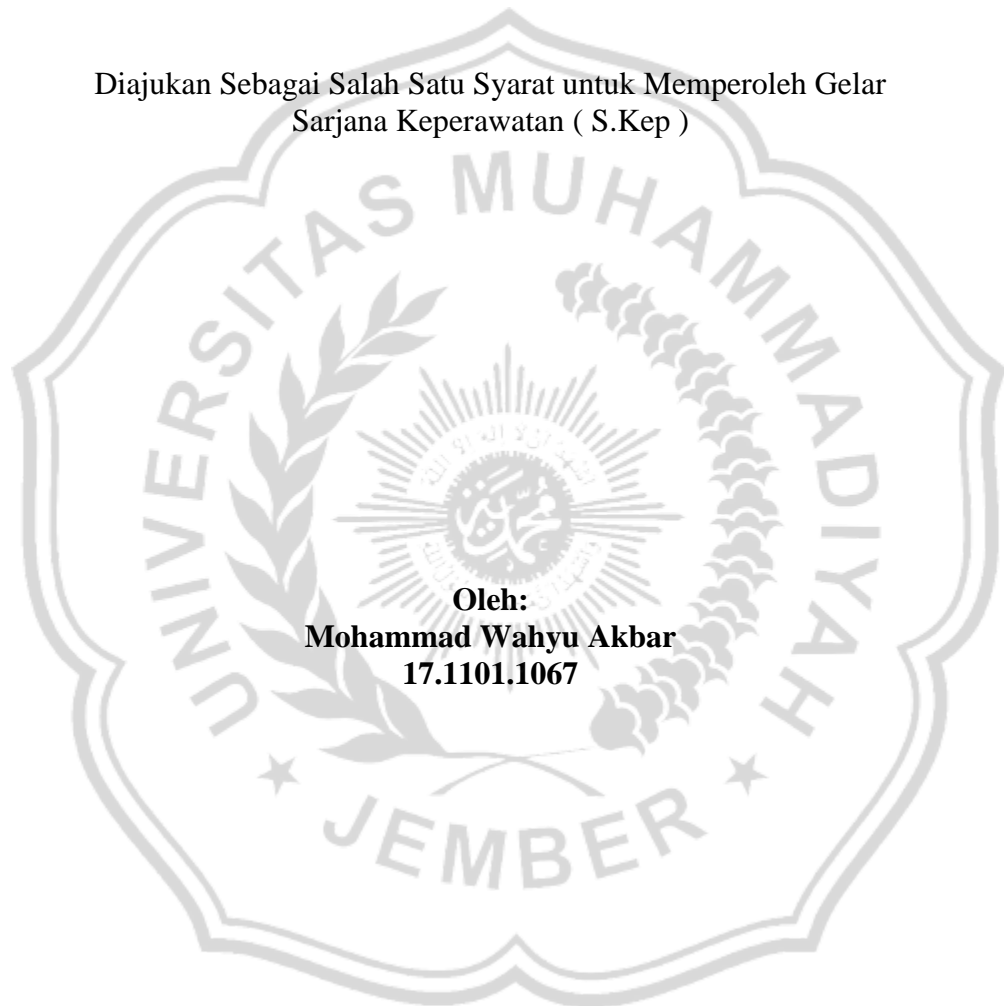 Diajukan Sebagai Salah Satu Syarat untuk Memperoleh Gelar
Sarjana Keperawatan ( S.Kep )
UNIVERSITAS MUHAMMADIYAH
Oleh:
Mohammad Wahyu Akbar
17.1101.1067
JEMBER